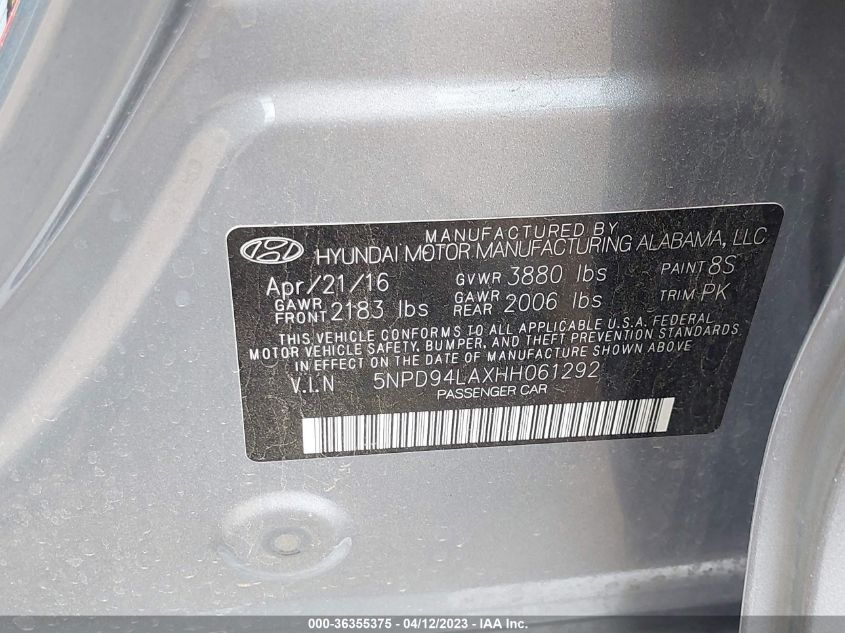 MANUFACTURED BY
HYUNDAI MOTOR MANUFACTURING ALABAMA, LLC
Apr/21/16 GVWR 3880 lbs PAINT 8S
GAWR FRONT 2183 lbs GAWR REAR 2006 lbs TRIM PK
THIS VEHICLE CONFORMS TO ALL APPLICABLE U.S.A. FEDERAL
MOTOR VEHICLE SAFETY, BUMPER, AND THEFT PREVENTION STANDARDS
IN EFFECT ON THE DATE OF MANUFACTURE SHOWN ABOVE.
V.I.N 5NPD94LAXHH061292
PASSENGER CAR
000-36355375 - 04/12/2023 - IAA Inc.